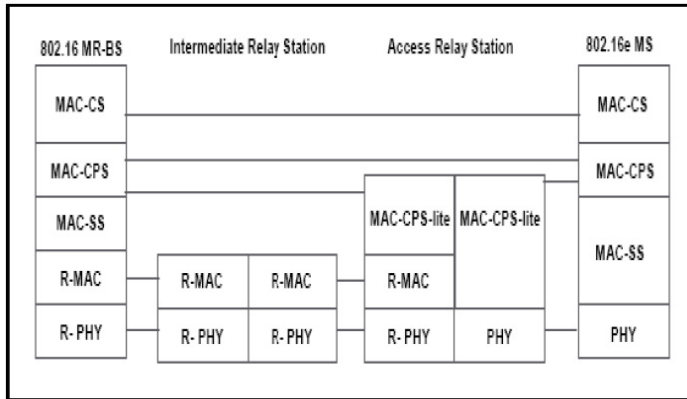 802.16 MR-BS Intermediate Relay Station Access Relay Station 802.16e MS
MAC-CS MAC-CS
MAC-CPS MAC-CPS
MAC-SS MAC-CPS-lite MAC-CPS-lite
MAC-SS
R-MAC R-MAC R-MAC R-MAC
R- PHY R- PHY R- PHY R- PHY PHY PHY